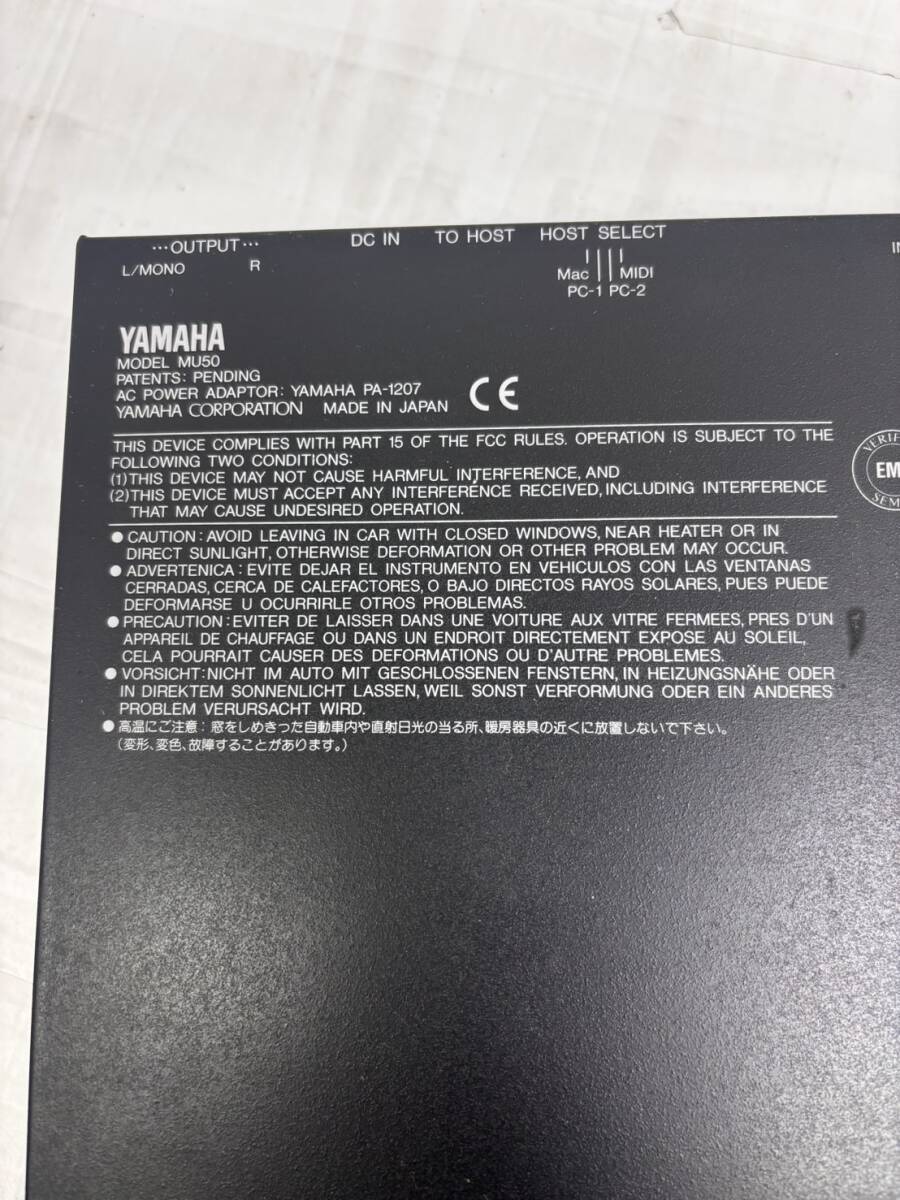 ···OUTPUT···
L/MONO R
DC IN
TO HOST
HOST SELECT
Mac MIDI
PC-1 PC-2
YAMAHA
MODEL MU50
PATENTS: PENDING
AC POWER ADAPTOR: YAMAHA PA-1207
YAMAHA CORPORATION MADE IN JAPAN
CE
THIS DEVICE COMPLIES WITH PART 15 OF THE FCC RULES. OPERATION IS SUBJECT TO THE
FOLLOWING TWO CONDITIONS:
(1)THIS DEVICE MAY NOT CAUSE HARMFUL INTERFERENCE, AND
(2)THIS DEVICE MUST ACCEPT ANY INTERFERENCE RECEIVED, INCLUDING INTERFERENCE
THAT MAY CAUSE UNDESIRED OPERATION.
● CAUTION: AVOID LEAVING IN CAR WITH CLOSED WINDOWS, NEAR HEATER OR IN
DIRECT SUNLIGHT, OTHERWISE DEFORMATION OR OTHER PROBLEM MAY OCCUR.
● ADVERTENICA: EVITE DEJAR EL INSTRUMENTO EN VEHICULOS CON LAS VENTANAS
CERRADAS, CERCA DE CALEFACTORES, O BAJO DIRECTOS RAYOS SOLARES, PUES PUEDE
DEFORMARSE U OCURRIRLE OTROS PROBLEMAS.
● PRECAUTION: EVITER DE LAISSER DANS UNE VOITURE AUX VITRE FERMEES, PRES D'UN
APPAREIL DE CHAUFFAGE OU DANS UN ENDROIT DIRECTEMENT EXPOSE AU SOLEIL,
CELA POURRAIT CAUSER DES DEFORMATIONS OU D'AUTRE PROBLEMES.
● VORSICHT: NICHT IM AUTO MIT GESCHLOSSENEN FENSTERN, IN HEIZUNGSNÄHE ODER
IN DIREKTEM SONNENLICHT LASSEN, WEIL SONST VERFORMUNG ODER EIN ANDERES
PROBLEM VERURSACHT WIRD.
● 高温にご注意: 窓をしめきった自動車内や直射日光の当る所、暖房器具の近くに放置しないで下さい。
(変形、変色、故障することがあります。)